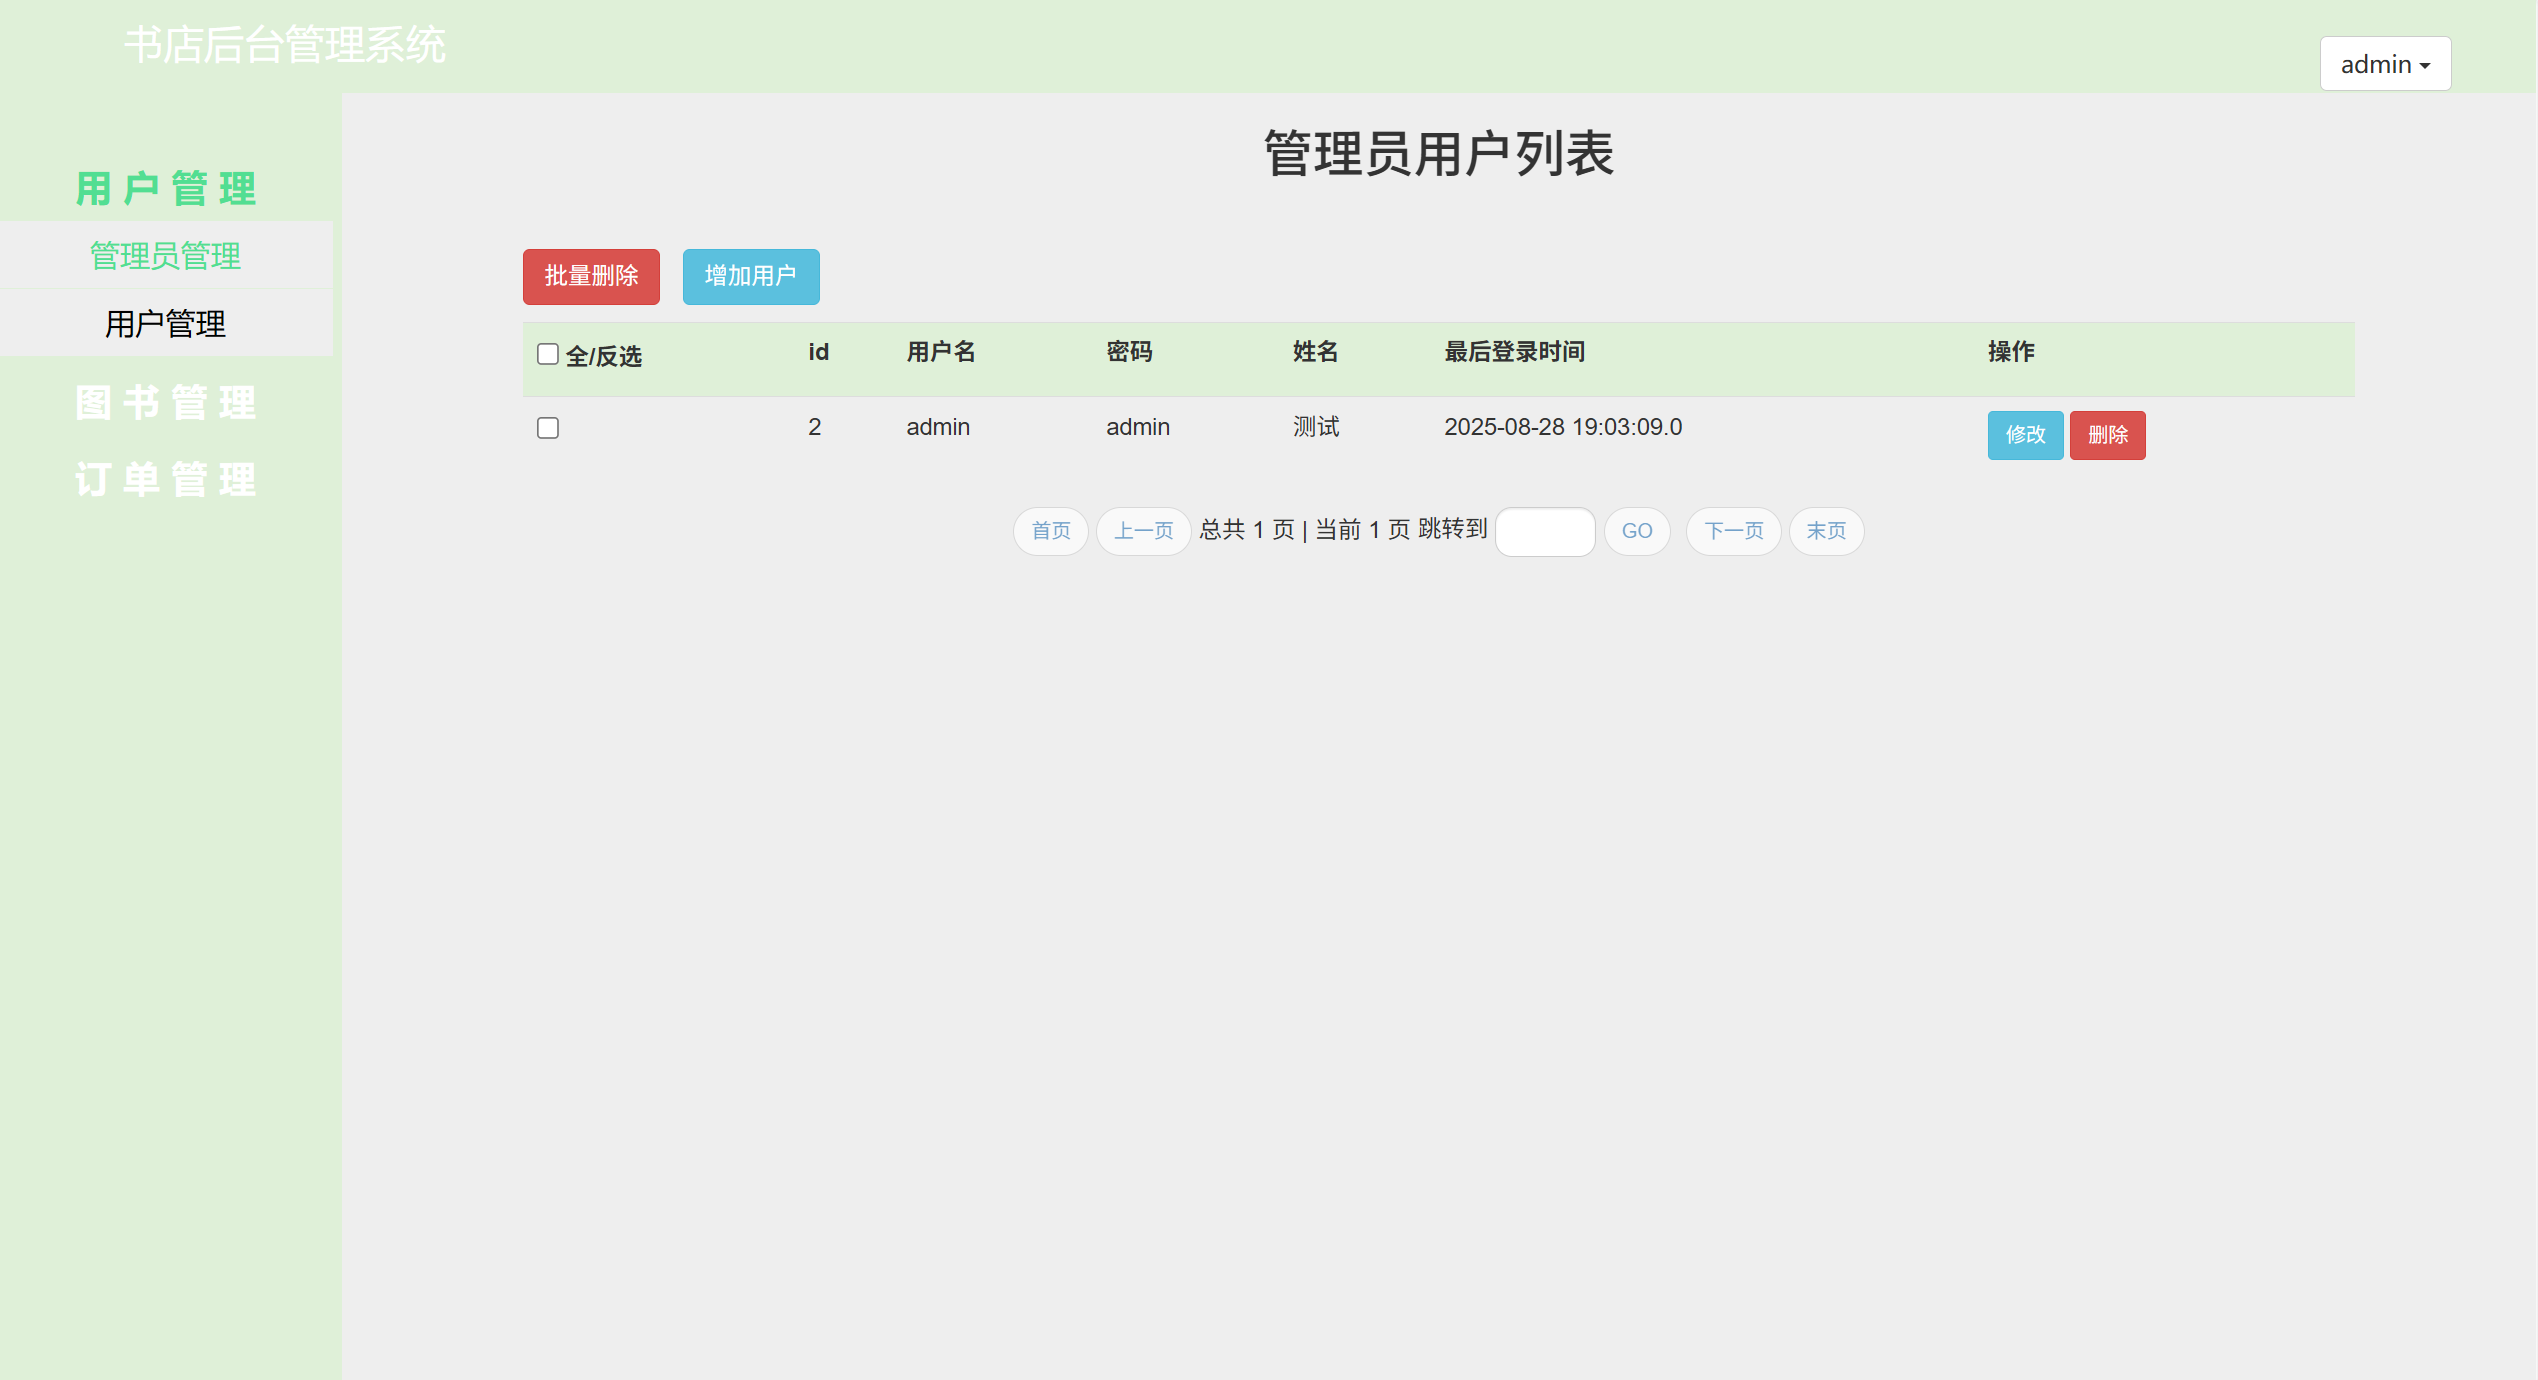 书店后台管理系统
admin
用户管理
管理员管理
用户管理
图书管理
订单管理
管理员用户列表
批量删除 增加用户
全/反选 id 用户名 密码 姓名 最后登录时间 操作
2 admin admin 测试 2025-08-28 19:03:09.0 修改 删除
首页 上一页 总共 1 页 | 当前 1 页 跳转到 GO 下一页 末页